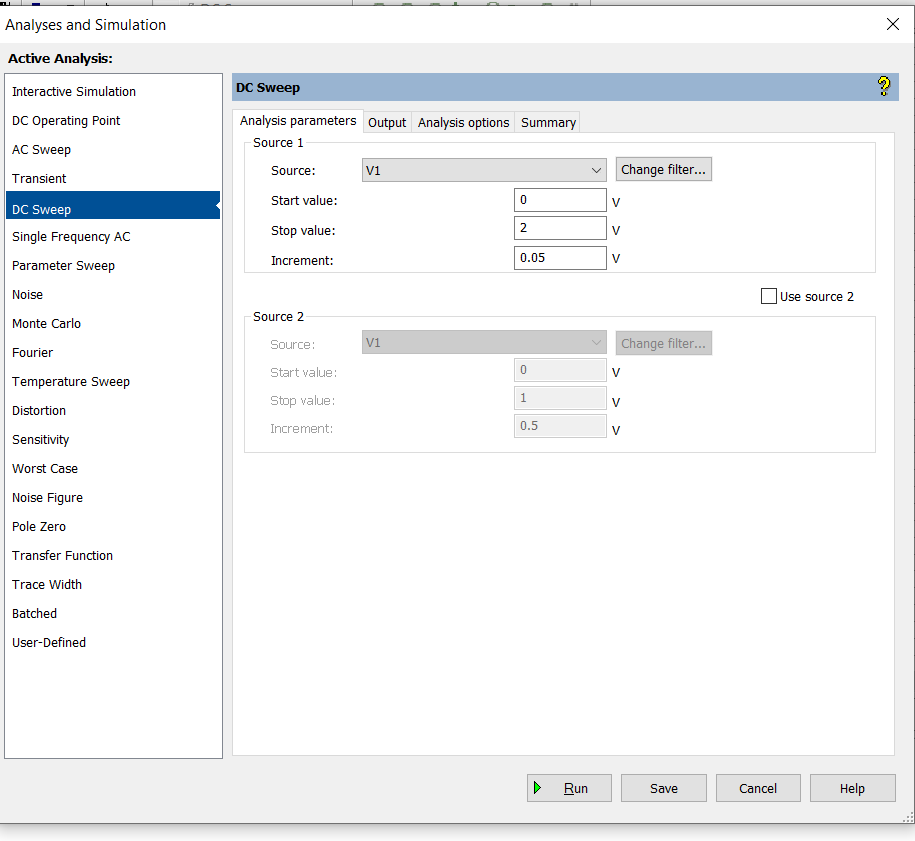 Analyses and Simulation
Active Analysis:
Interactive Simulation
DC Operating Point
AC Sweep
Transient
DC Sweep
Single Frequency AC
Parameter Sweep
Noise
Monte Carlo
Fourier
Temperature Sweep
Distortion
Sensitivity
Worst Case
Noise Figure
Pole Zero
Transfer Function
Trace Width
Batched
User-Defined
DC Sweep
Analysis parameters Output Analysis options Summary
Source 1
Source: V1 Change filter...
Start value: 0 V
Stop value: 2 V
Increment: 0.05 V
Use source 2
Source 2
Source: V1 Change filter...
Start value: 0 V
Stop value: 1 V
Increment: 0.5 V
Run Save Cancel Help